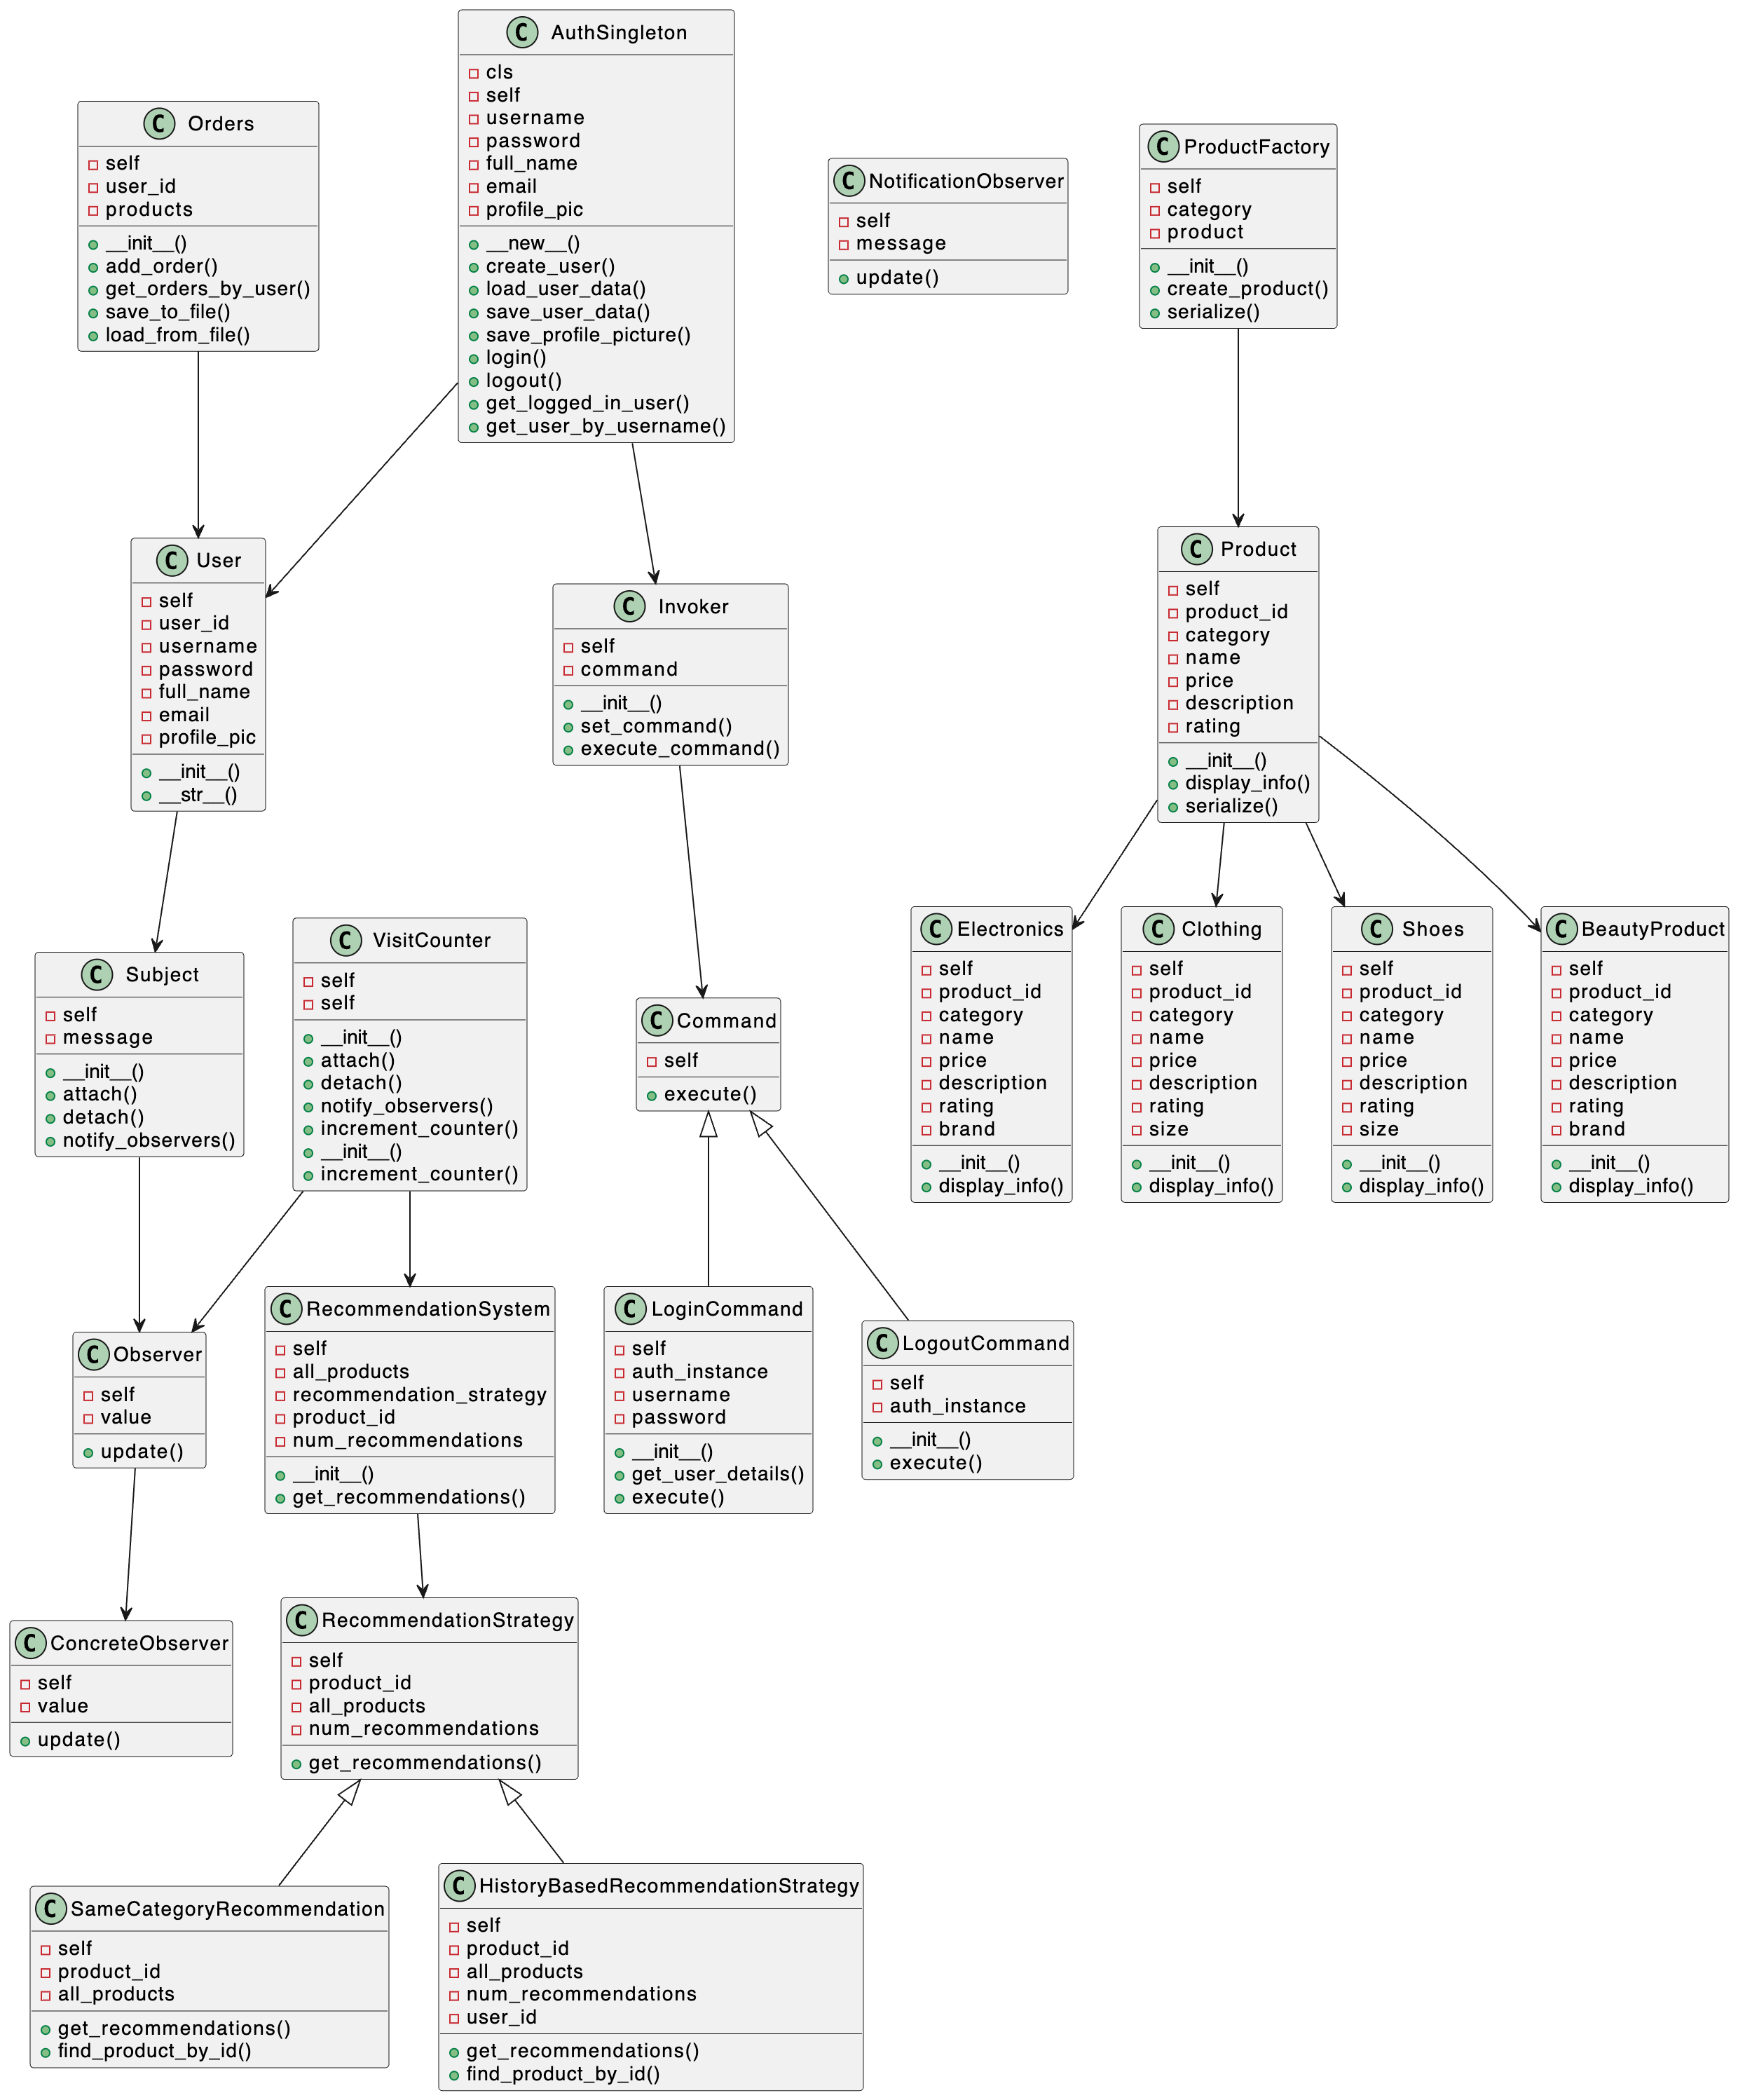 AuthSingleton
cls
self
username
password
full_name
email
profile_pic
__new__()
create_user()
load_user_data()
save_user_data()
save_profile_picture()
login()
logout()
get_logged_in_user()
get_user_by_username()
Orders
self
user_id
products
__init__()
add_order()
get_orders_by_user()
save_to_file()
load_from_file()
NotificationObserver
self
message
update()
ProductFactory
self
category
product
__init__()
create_product()
serialize()
User
self
user_id
username
password
full_name
email
profile_pic
__init__()
__str__()
Invoker
self
command
__init__()
set_command()
execute_command()
Product
self
product_id
category
name
price
description
rating
__init__()
display_info()
serialize()
Subject
self
message
__init__()
attach()
detach()
notify_observers()
VisitCounter
self
self
__init__()
attach()
detach()
notify_observers()
increment_counter()
__init__()
increment_counter()
Command
self
execute()
Electronics
self
product_id
category
name
price
description
rating
brand
__init__()
display_info()
Clothing
self
product_id
category
name
price
description
rating
size
__init__()
display_info()
Shoes
self
product_id
category
name
price
description
rating
size
__init__()
display_info()
BeautyProduct
self
product_id
category
name
price
description
rating
brand
__init__()
display_info()
Observer
self
value
update()
RecommendationSystem
self
all_products
recommendation_strategy
product_id
num_recommendations
__init__()
get_recommendations()
LoginCommand
self
auth_instance
username
password
__init__()
get_user_details()
execute()
LogoutCommand
self
auth_instance
__init__()
execute()
ConcreteObserver
self
value
update()
RecommendationStrategy
self
product_id
all_products
num_recommendations
get_recommendations()
SameCategoryRecommendation
self
product_id
all_products
get_recommendations()
find_product_by_id()
HistoryBasedRecommendationStrategy
self
product_id
all_products
num_recommendations
user_id
get_recommendations()
find_product_by_id()